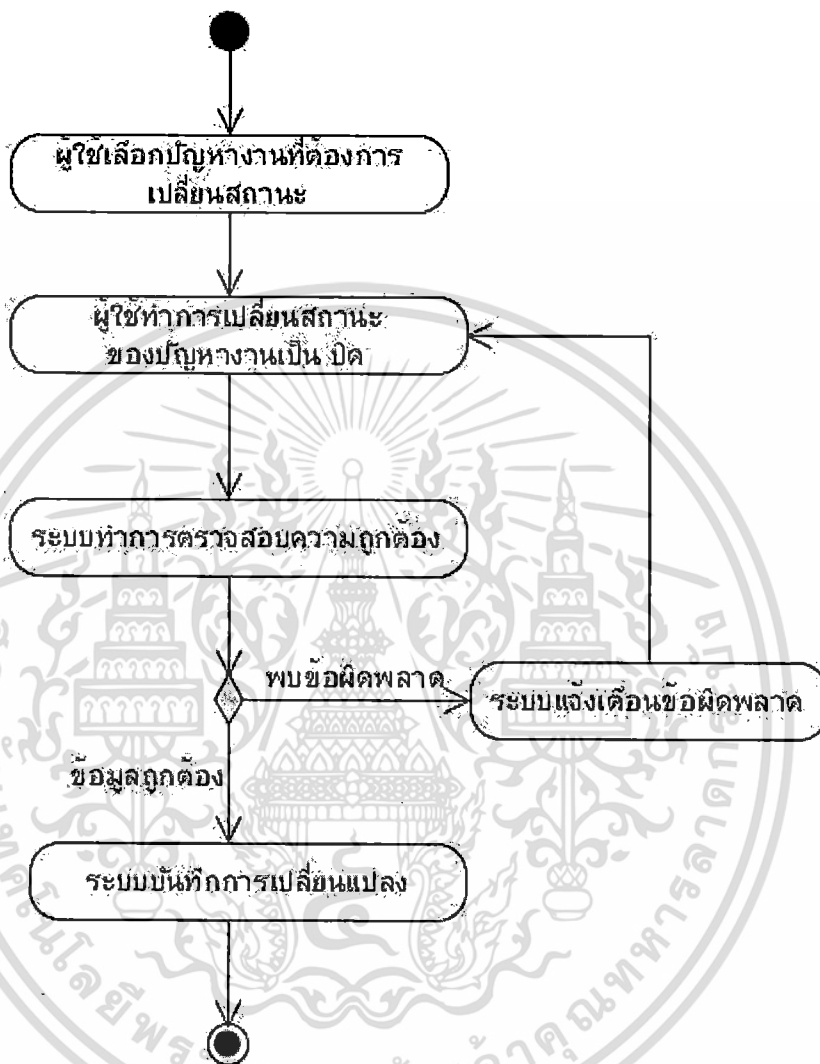 ผู้ใช้เลือกปัญหางานที่ต้องการ
เปลี่ยนสถานะ
ผู้ใช้ทำการเปลี่ยนสถานะ
ของปัญหางานเป็น ปิด
ระบบทำการตรวจสอบความถูกต้อง
พบข้อผิดพลาด
ระบบแจ้งเตือนข้อผิดพลาด
ข้อมูลถูกต้อง
ระบบบันทึกการเปลี่ยนแปลง